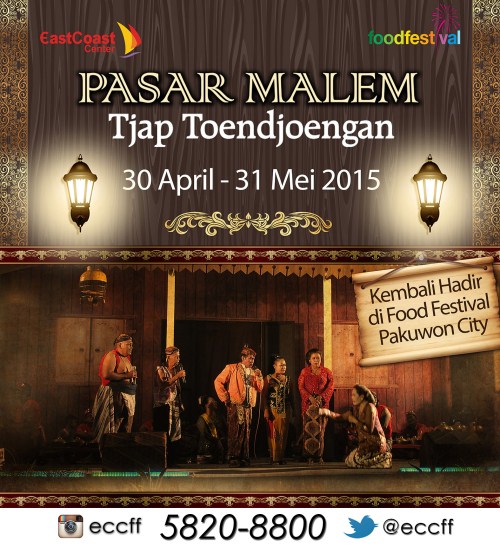 EastCoast
Center
foodfestival
PASAR MALEM
Tjap Toendjoengan
30 April - 31 Mei 2015
Kembali Hadir
di Food Festival
Pakuwon City
eccff 5820-8800 @eccff